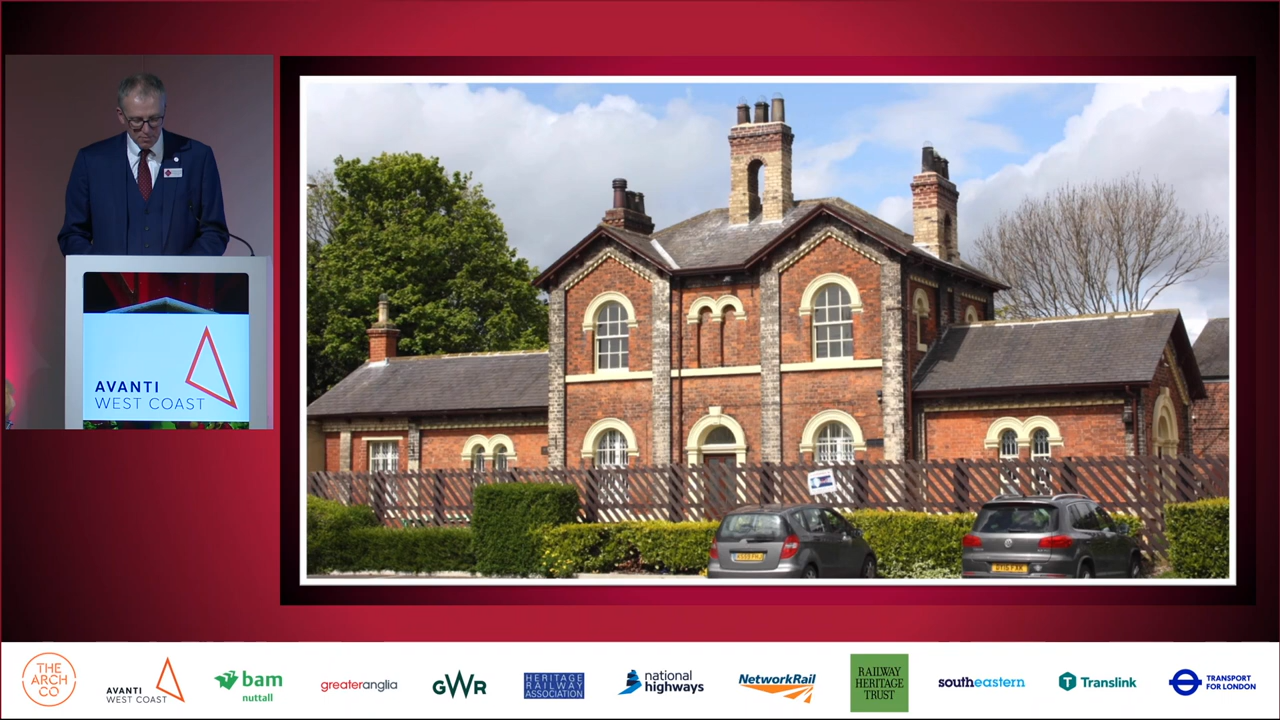 AVANTI
WEST COAST
THE
ARCH
CO
AVANTI
WEST COAST
bam
nuttall
greateranglia
GWR
HERITAGE
RAILWAY
ASSOCIATION
national
highways
NetworkRail
RAILWAY
HERITAGE
TRUST
southeastern
Translink
TRANSPORT
FOR LONDON